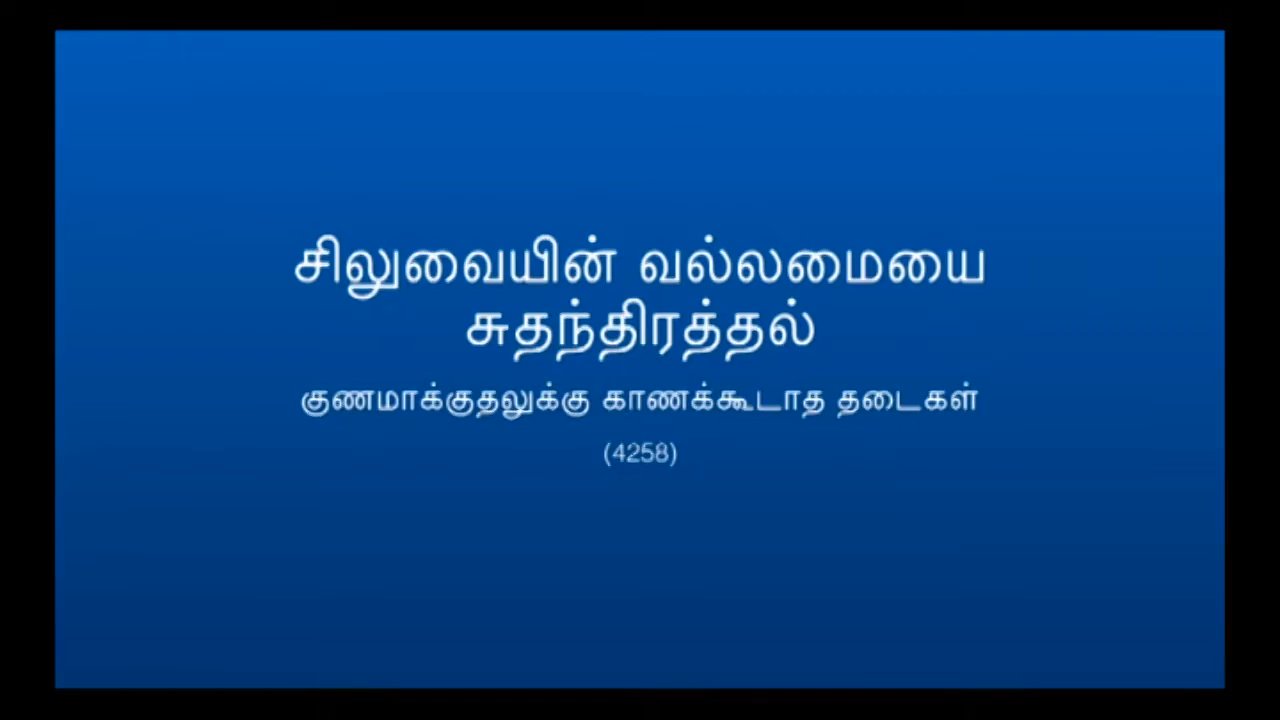 சிலுவையின் வல்லமையை
சுதந்திரத்தல்
குணமாக்குதலுக்கு காணக்கூடாத தடைகள்
(4258)